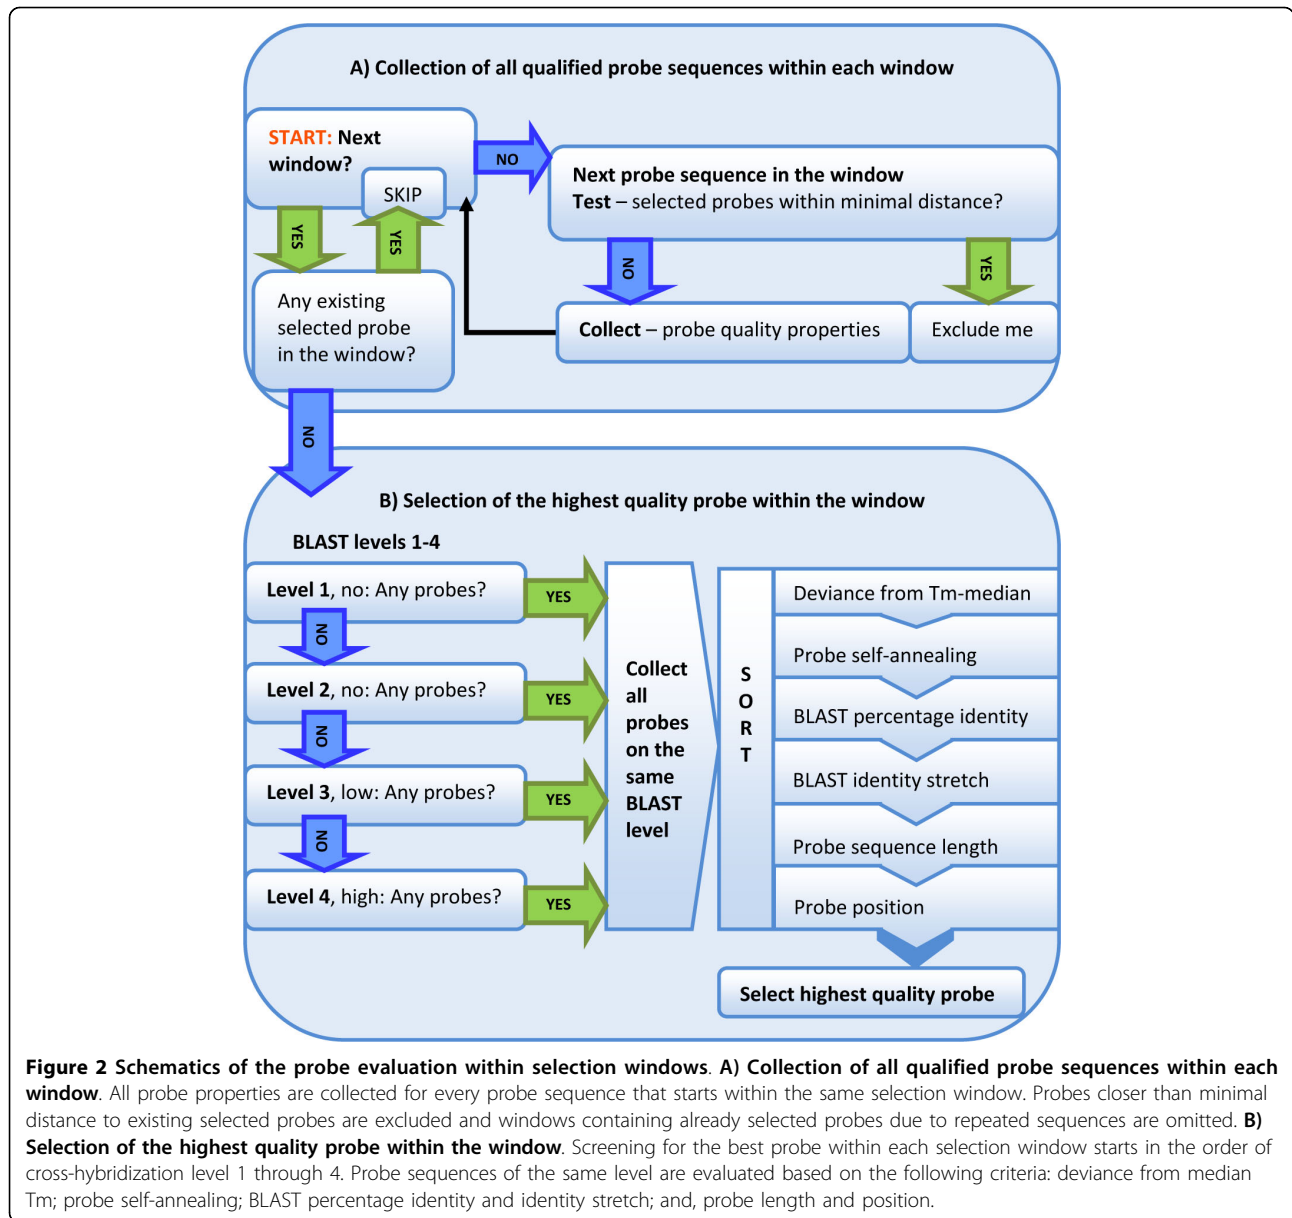 A) Collection of all qualified probe sequences within each window
START: Next
window?
SKIP
NO
YES
YES
Any existing
selected probe
in the window?
Next probe sequence in the window
Test – selected probes within minimal distance?
NO
YES
Collect – probe quality properties
Exclude me
NO
B) Selection of the highest quality probe within the window
BLAST levels 1-4
Level 1, no: Any probes?
YES
NO
Level 2, no: Any probes?
YES
NO
Level 3, low: Any probes?
YES
NO
Level 4, high: Any probes?
YES
Collect
all
probes
on the
same
BLAST
level
S
O
R
T
Deviance from Tm-median
Probe self-annealing
BLAST percentage identity
BLAST identity stretch
Probe sequence length
Probe position
Select highest quality probe
Figure 2 Schematics of the probe evaluation within selection windows. A) Collection of all qualified probe sequences within each
window. All probe properties are collected for every probe sequence that starts within the same selection window. Probes closer than minimal
distance to existing selected probes are excluded and windows containing already selected probes due to repeated sequences are omitted. B)
Selection of the highest quality probe within the window. Screening for the best probe within each selection window starts in the order of
cross-hybridization level 1 through 4. Probe sequences of the same level are evaluated based on the following criteria: deviance from median
Tm; probe self-annealing; BLAST percentage identity and identity stretch; and, probe length and position.